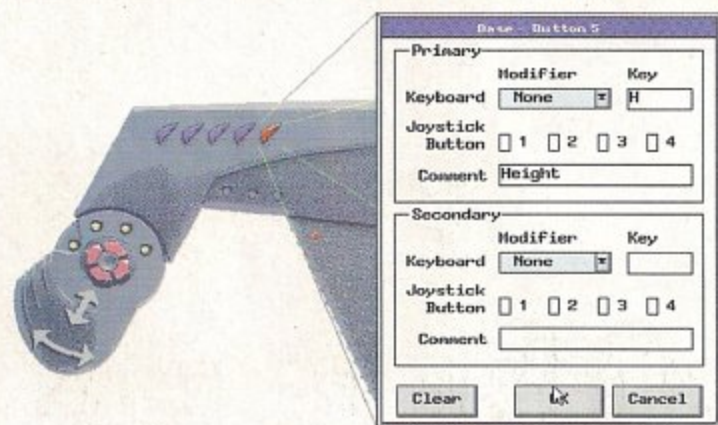 Base - Button 5
Primary
Modifier Key
Keyboard None H
Joystick
Button 1 2 3 4
Comment Height
Secondary
Modifier Key
Keyboard None
Joystick
Button 1 2 3 4
Comment
Clear OK Cancel